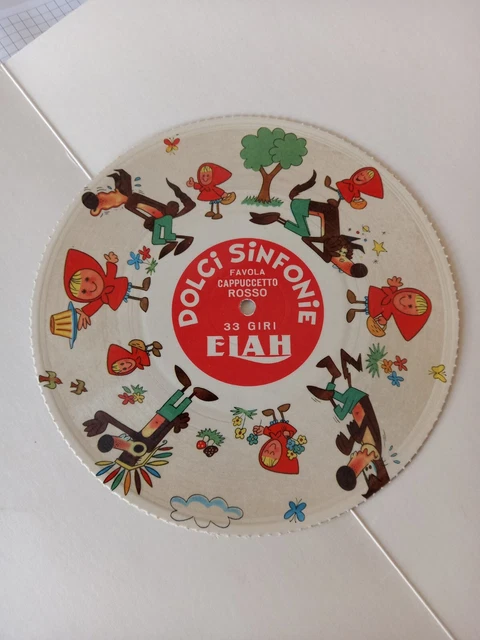 DOLCi SiNFONiE
FAVOLA
CAPPUCCETTO
ROSSO
33 GIRI
ELAH